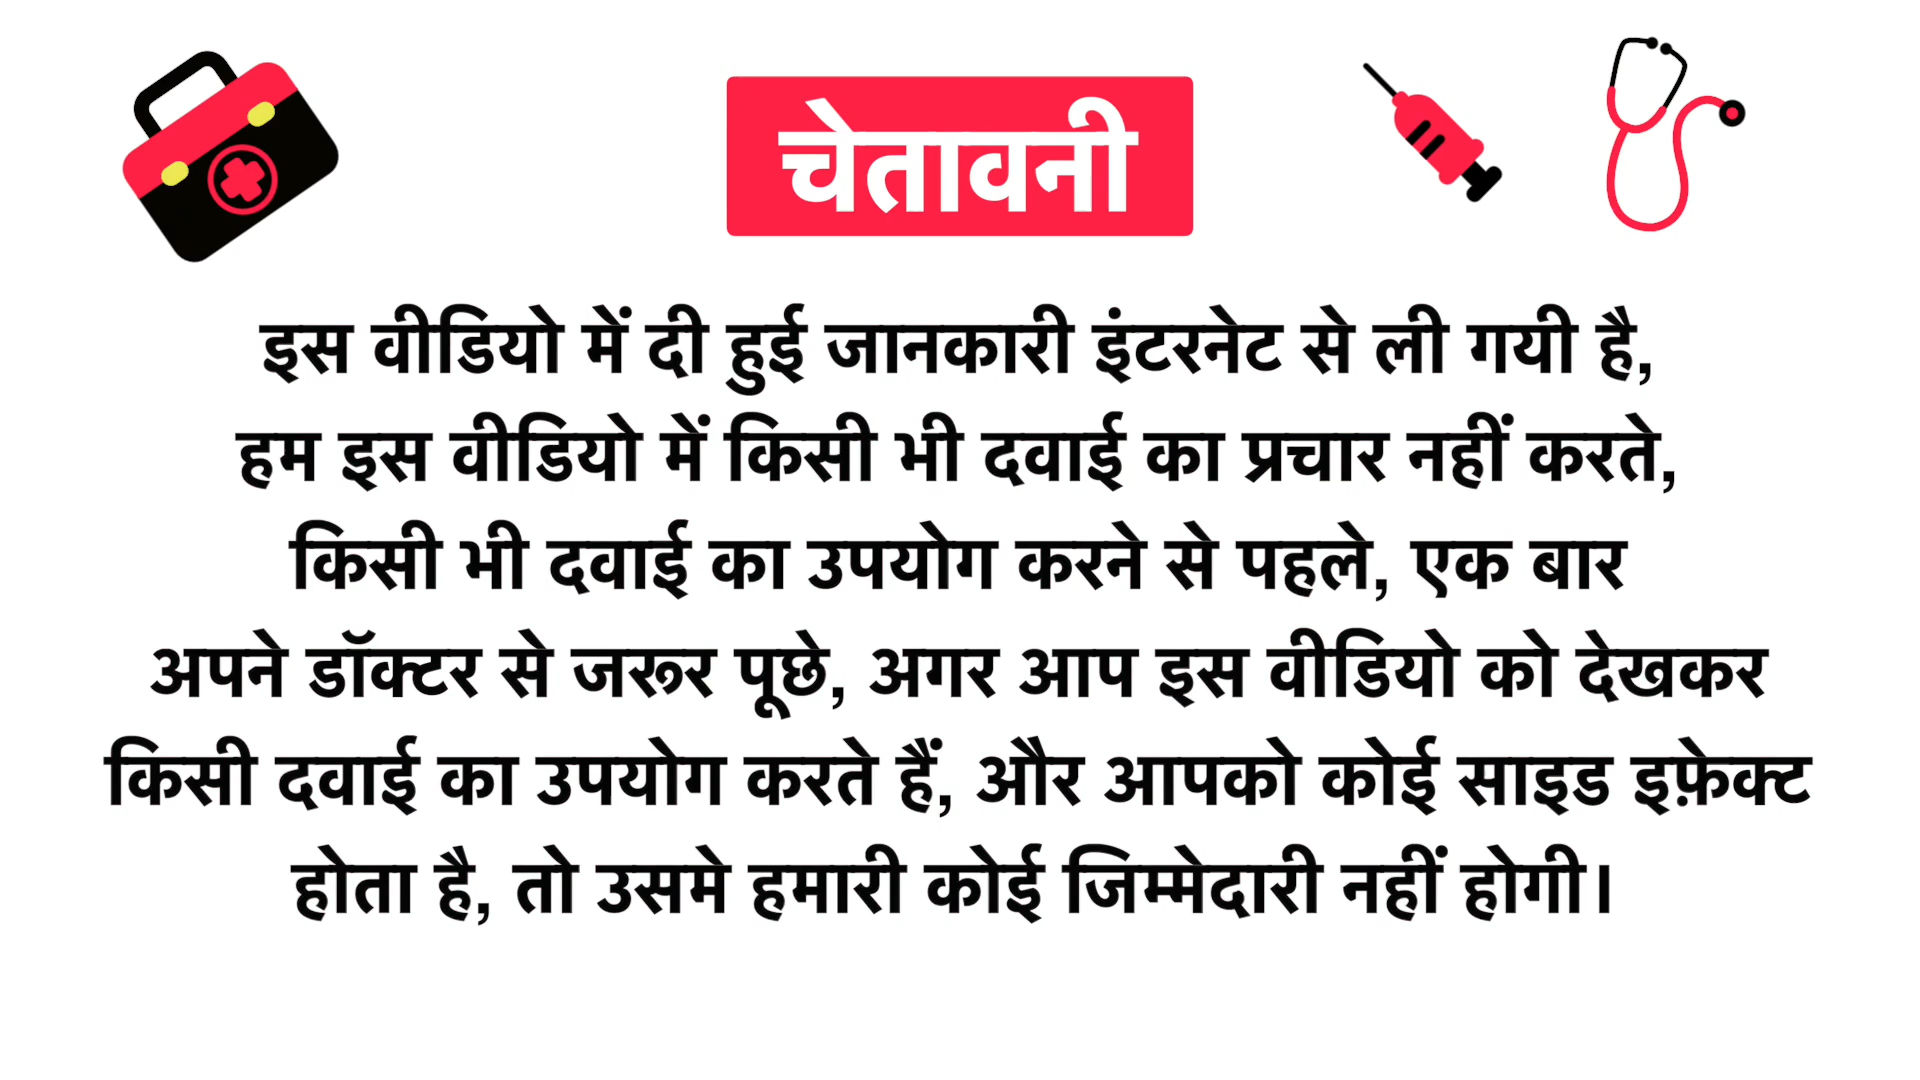 चेतावनी
इस वीडियो में दी हुई जानकारी इंटरनेट से ली गयी है,
हम इस वीडियो में किसी भी दवाई का प्रचार नहीं करते,
किसी भी दवाई का उपयोग करने से पहले, एक बार
अपने डॉक्टर से जरूर पूछे, अगर आप इस वीडियो को देखकर
किसी दवाई का उपयोग करते हैं, और आपको कोई साइड इफ़ेक्ट
होता है, तो उसमे हमारी कोई जिम्मेदारी नहीं होगी।